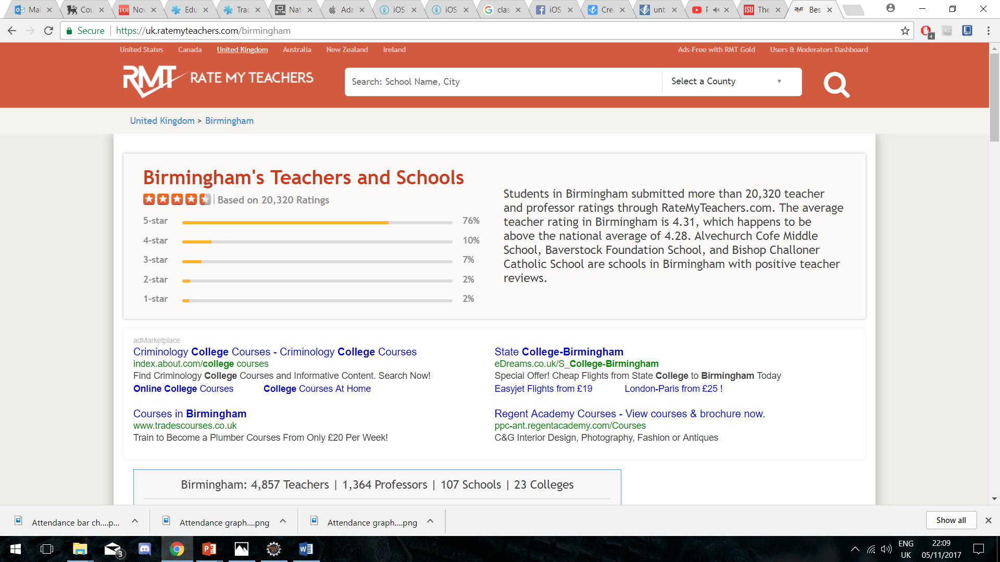 Mai
Cou
TOI Nov
Edu
Trac
Nat
Ada
iOS
iOS
clas
iOS
Cre
unti
F
ISU The
RMT Bes
Secure
https://uk.ratemyteachers.com/birmingham
4
United States Canada United Kingdom Australia New Zealand Ireland
Ads-Free with RMT Gold Users & Moderators Dashboard
RMT RATE MY TEACHERS
Search: School Name, City
Select a County
United Kingdom > Birmingham
Birmingham's Teachers and Schools
Based on 20,320 Ratings
5-star 76%
4-star 10%
3-star 7%
2-star 2%
1-star 2%
Students in Birmingham submitted more than 20,320 teacher
and professor ratings through RateMyTeachers.com. The average
teacher rating in Birmingham is 4.31, which happens to be
above the national average of 4.28. Alvechurch Cofe Middle
School, Baverstock Foundation School, and Bishop Challoner
Catholic School are schools in Birmingham with positive teacher
reviews.
adMarketplace
Criminology College Courses - Criminology College Courses
index.about.com/college courses
Find Criminology College Courses and Informative Content. Search Now!
Online College Courses College Courses At Home
State College-Birmingham
eDreams.co.uk/S_College-Birmingham
Special Offer! Cheap Flights from State College to Birmingham Today
Easyjet Flights from £19 London-Paris from £25 !
Courses in Birmingham
www.tradescourses.co.uk
Train to Become a Plumber Courses From Only £20 Per Week!
Regent Academy Courses - View courses & brochure now.
ppc-ant.regentacademy.com/Courses
C&G Interior Design, Photography, Fashion or Antiques
Birmingham: 4,857 Teachers | 1,364 Professors | 107 Schools | 23 Colleges
Attendance bar ch....p...
Attendance graph....png
Attendance graph....png
Show all
3
ENG
UK
22:09
05/11/2017